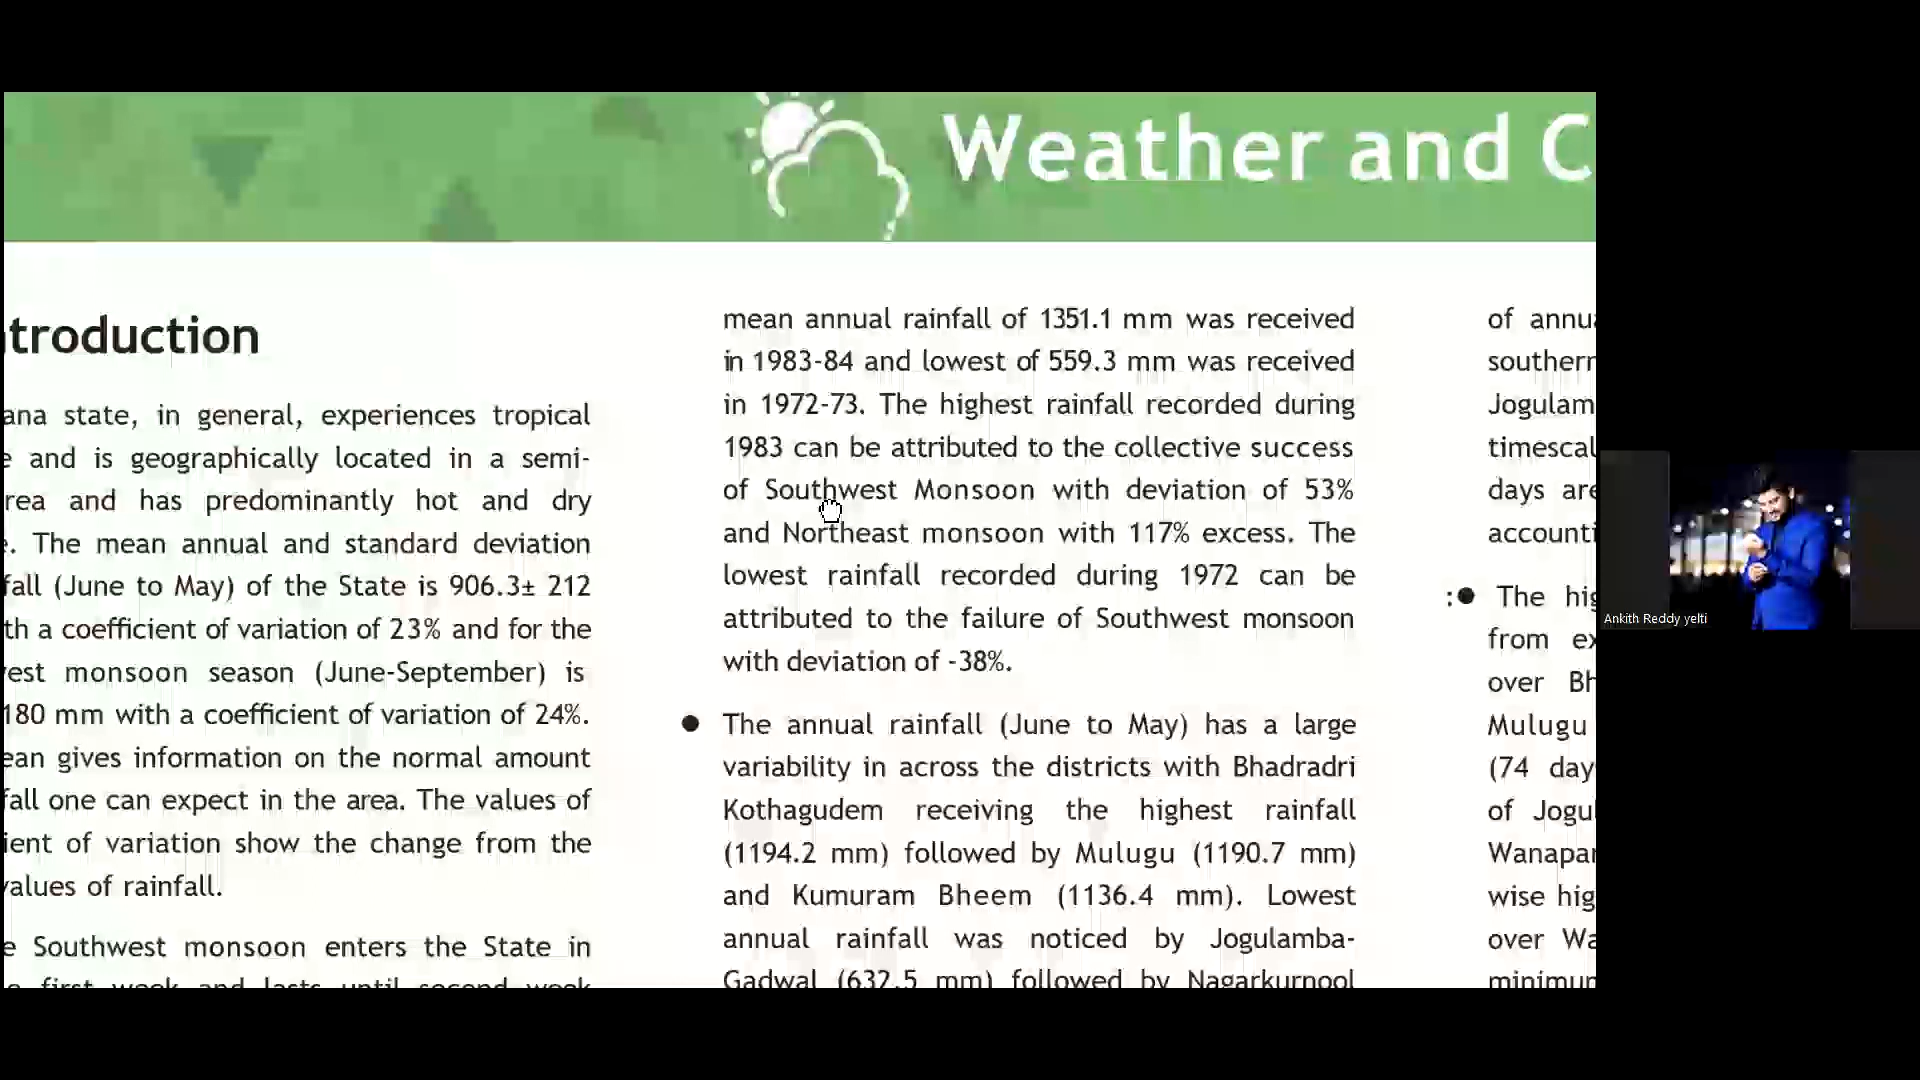 Weather and C
troduction
ana state, in general, experiences tropical
e and is geographically located in a semi-
rea and has predominantly hot and dry
e. The mean annual and standard deviation
fall (June to May) of the State is 906.3± 212
th a coefficient of variation of 23% and for the
est monsoon season (June-September) is
180 mm with a coefficient of variation of 24%.
ean gives information on the normal amount
fall one can expect in the area. The values of
ient of variation show the change from the
values of rainfall.
e Southwest monsoon enters the State in
first week and lasts until second week
mean annual rainfall of 1351.1 mm was received
in 1983-84 and lowest of 559.3 mm was received
in 1972-73. The highest rainfall recorded during
1983 can be attributed to the collective success
of Southwest Monsoon with deviation of 53%
and Northeast monsoon with 117% excess. The
lowest rainfall recorded during 1972 can be
attributed to the failure of Southwest monsoon
with deviation of -38%.
● The annual rainfall (June to May) has a large
variability in across the districts with Bhadradri
Kothagudem receiving the highest rainfall
(1194.2 mm) followed by Mulugu (1190.7 mm)
and Kumuram Bheem (1136.4 mm). Lowest
annual rainfall was noticed by Jogulamba-
Gadwal (632.5 mm) followed by Nagarkurnool
of annua
southern
Jogulam
timescal
days are
accounti
:● The hig
from ex
over Bh
Mulugu
(74 day
of Jogul
Wanapar
wise hig
over Wa
minimum
Ankith Reddy yelti